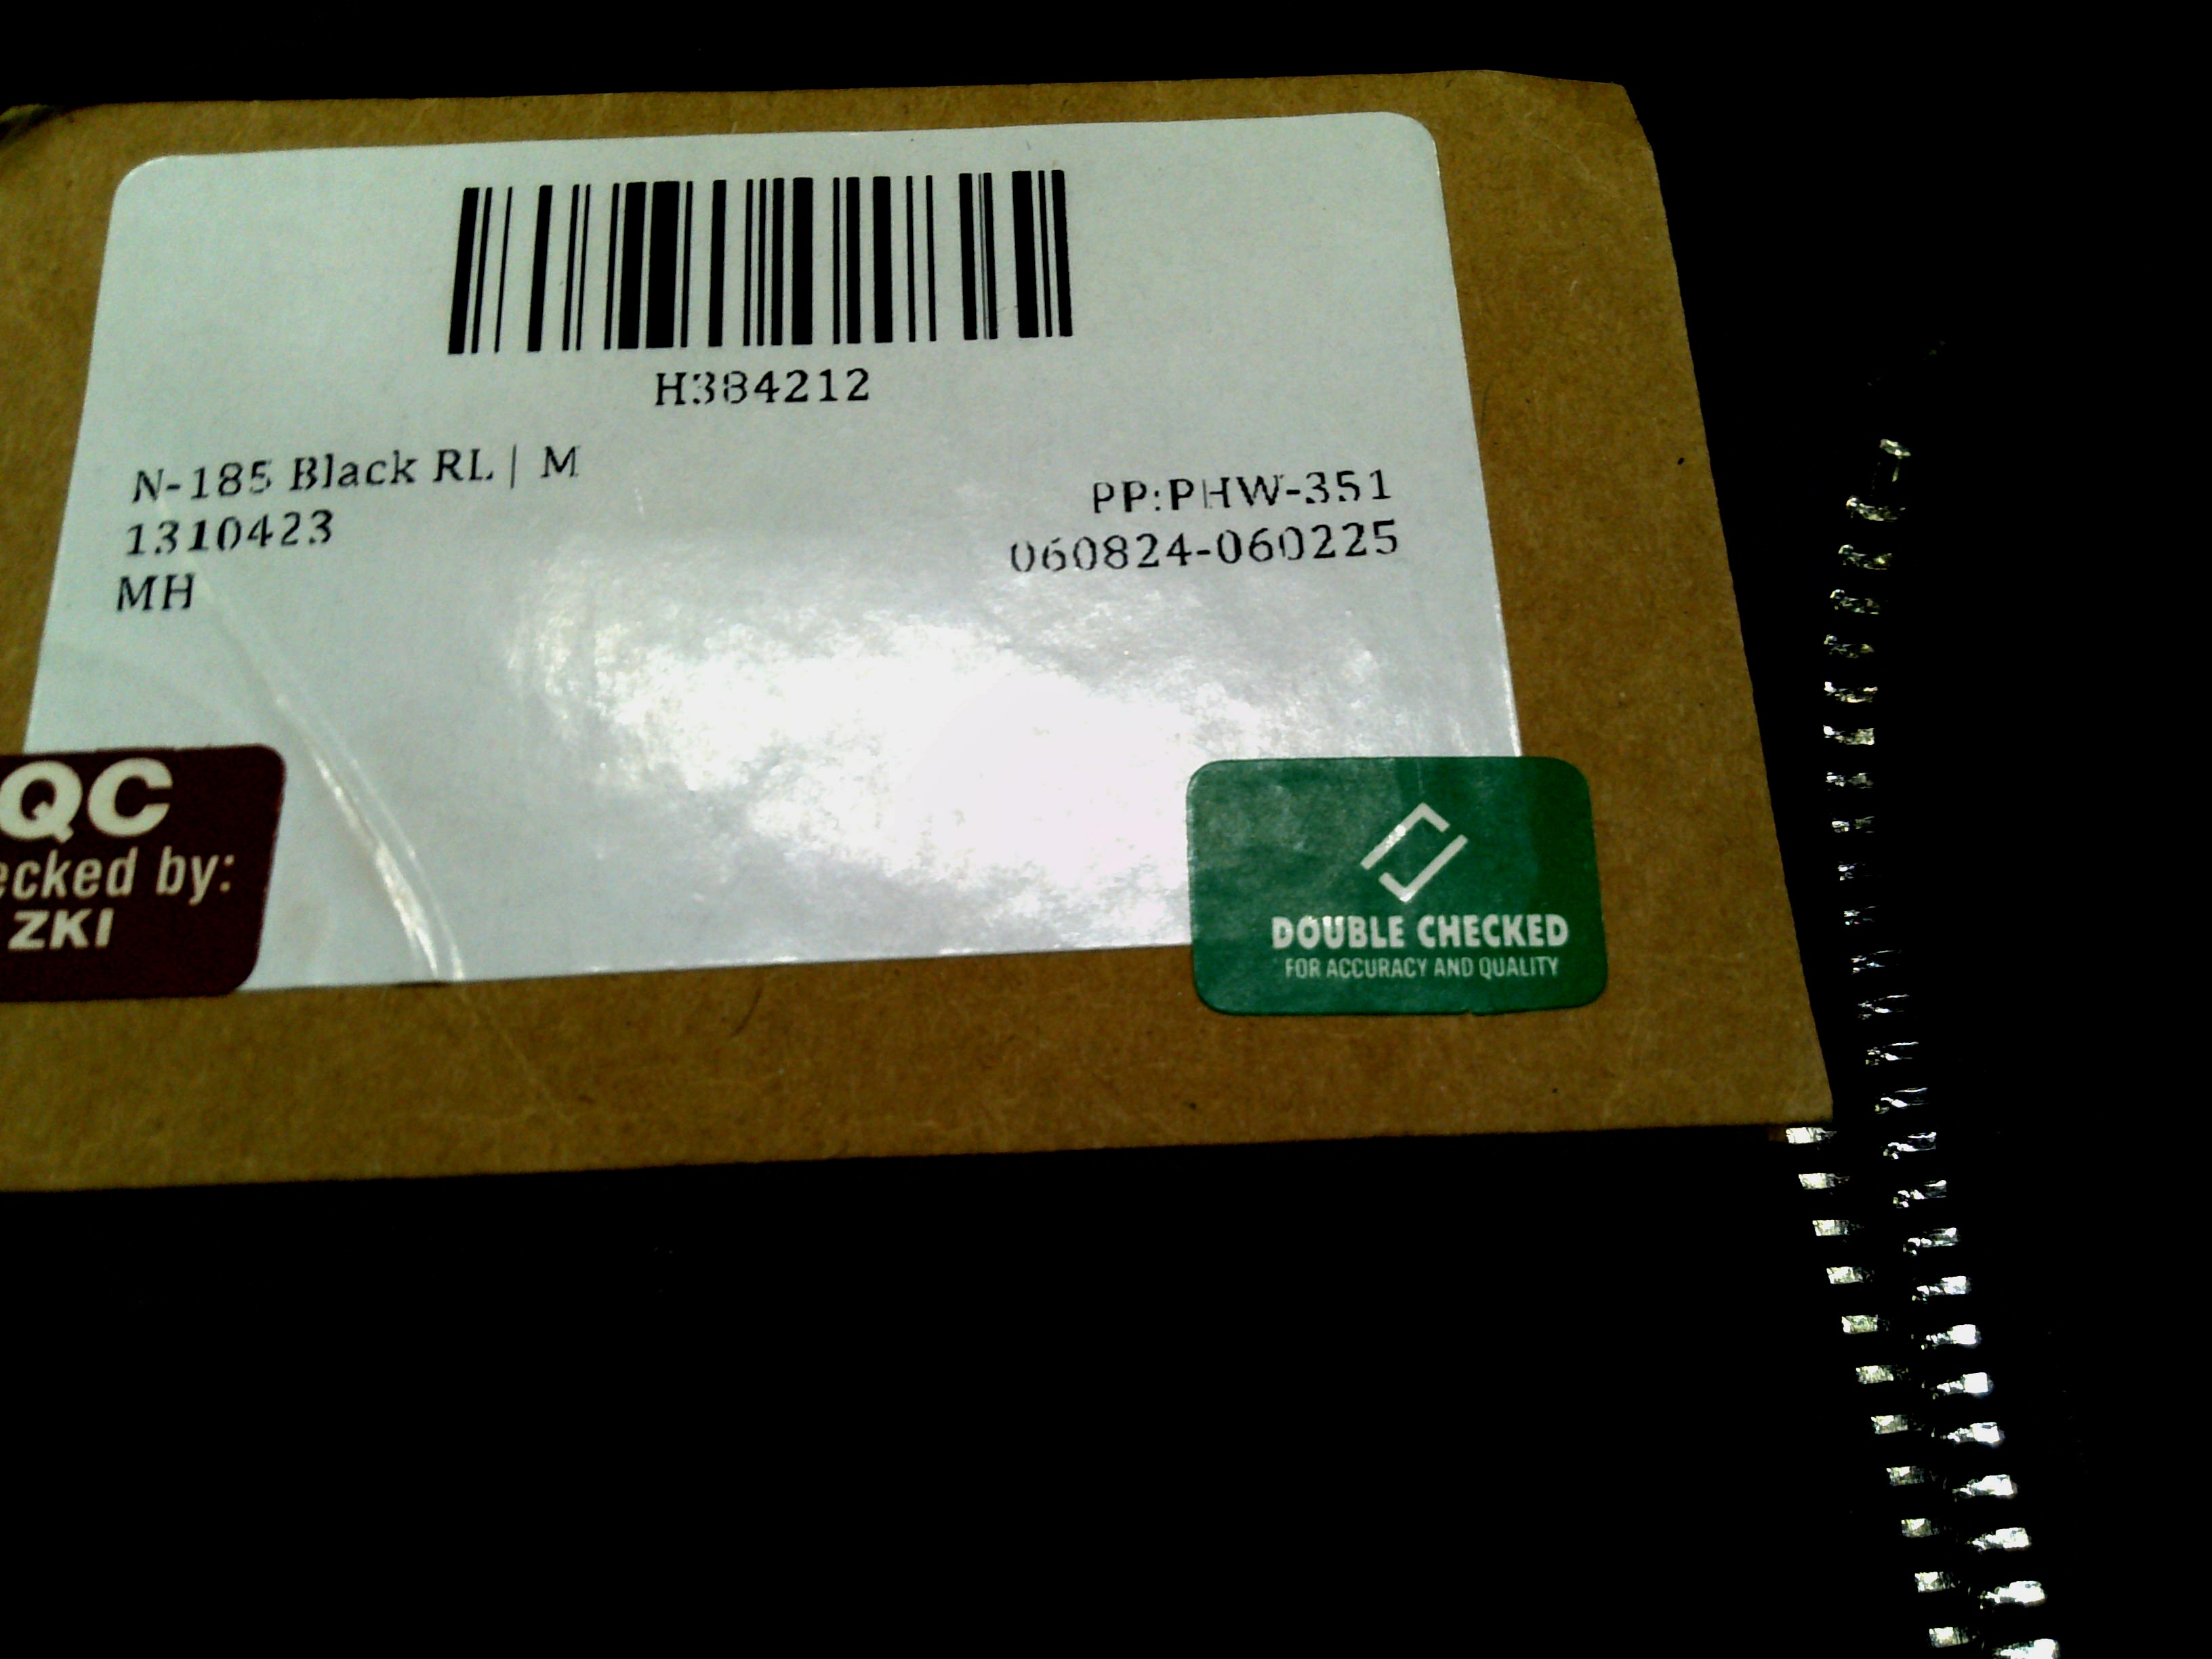 H384212
N-185 Black RL | M
1310423
MH
PP:PHW-351
060824-060225
QC
ecked by:
ZKI
DOUBLE CHECKED
FOR ACCURACY AND QUALITY